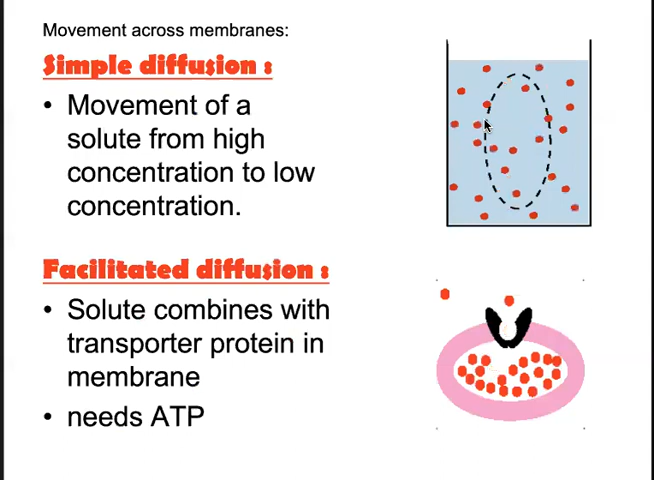 Movement across membranes:
Simple diffusion :
• Movement of a
solute from high
concentration to low
concentration.
Facilitated diffusion :
• Solute combines with
transporter protein in
membrane
• needs ATP